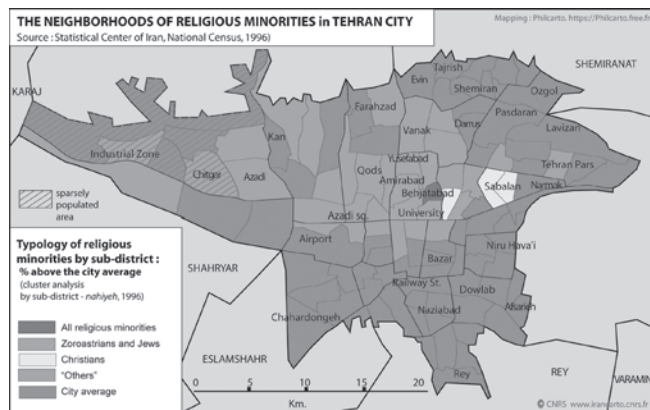 THE NEIGHBORHOODS OF RELIGIOUS MINORITIES in TEHRAN CITY
Source : Statistical Center of Iran, National Census, 1996)
Mapping : Philcarto. https://Philcarto.free.fr
SHEMIRANAT
KARAJ
Tajrish
Evin
Shemiran
Ozgol
Farahzad
Pasdaran
Kan
Vanak
Darrus
Lavizan
Industrial Zone
Yusefabad
Tehran Pars
Chitgar
Azadi
Qods
Amirabad
Sabalan
Narmak
Behjatabad
sparsely
populated
area
Azadi sq.
University
Typology of religious
minorities by sub-district :
% above the city average
(cluster analysis
by sub-district - nahiyeh, 1996)
All religious minorities
Zoroastrians and Jews
Christians
"Others"
City average
Airport
Niru Hava'i
Bazar
SHAHRYAR
Railway St.
Dowlab
Chahardongeh
Naziabad
Afsarieh
ESLAMSHAHR
Rey
REY
VARAMIN
0 5 10 15 20
Km.
© CNRS www.irancarto.cnrs.fr